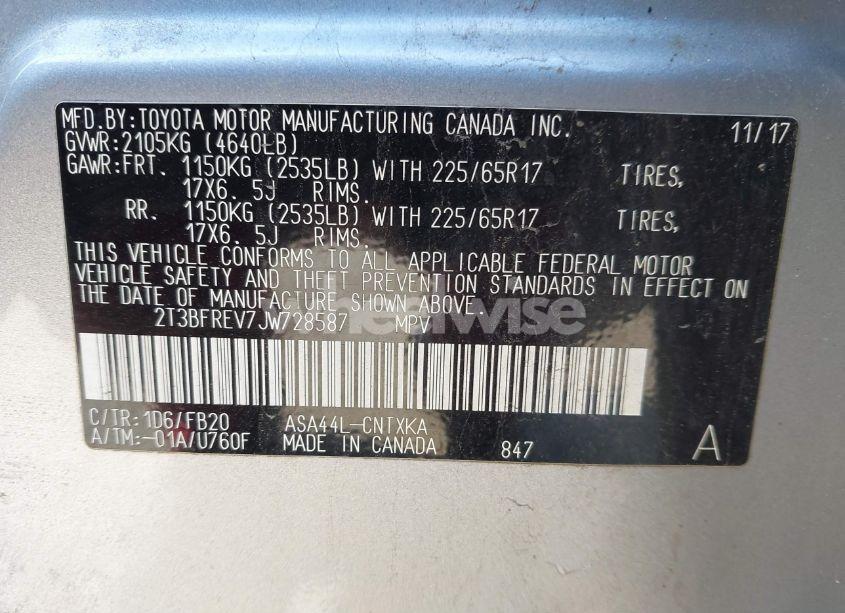 MFD.BY:TOYOTA MOTOR MANUFACTURING CANADA INC. 11/17
GVWR:2105KG (4640LB)
GAWR:FRT. 1150KG (2535LB) WITH 225/65R17 TIRES,
17X6. 5J RIMS.
RR. 1150KG (2535LB) WITH 225/65R17 TIRES,
17X6. 5J RIMS.
THIS VEHICLE CONFORMS TO ALL APPLICABLE FEDERAL MOTOR
VEHICLE SAFETY AND THEFT PREVENTION STANDARDS IN EFFECT ON
THE DATE OF MANUFACTURE SHOWN ABOVE.
2T3BFREV7JW728587 MPV
wheelwise
C/TR:1D6/FB20 ASA44L-CNTXKA
A/TM:-01A/U760F MADE IN CANADA 847 A